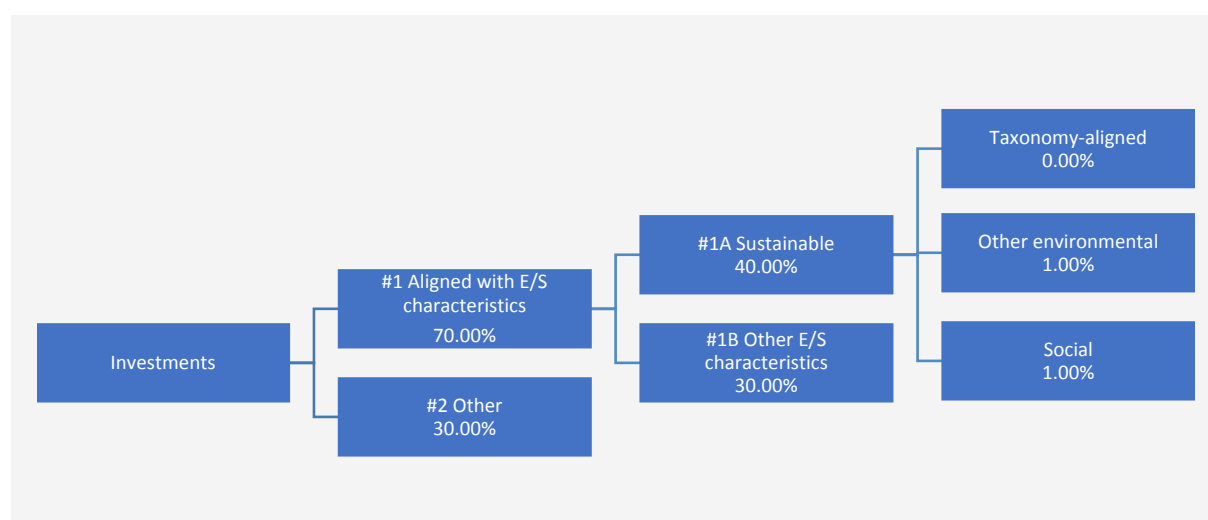 Investments
#1 Aligned with E/S
characteristics
70.00%
#2 Other
30.00%
#1A Sustainable
40.00%
#1B Other E/S
characteristics
30.00%
Taxonomy-aligned
0.00%
Other environmental
1.00%
Social
1.00%